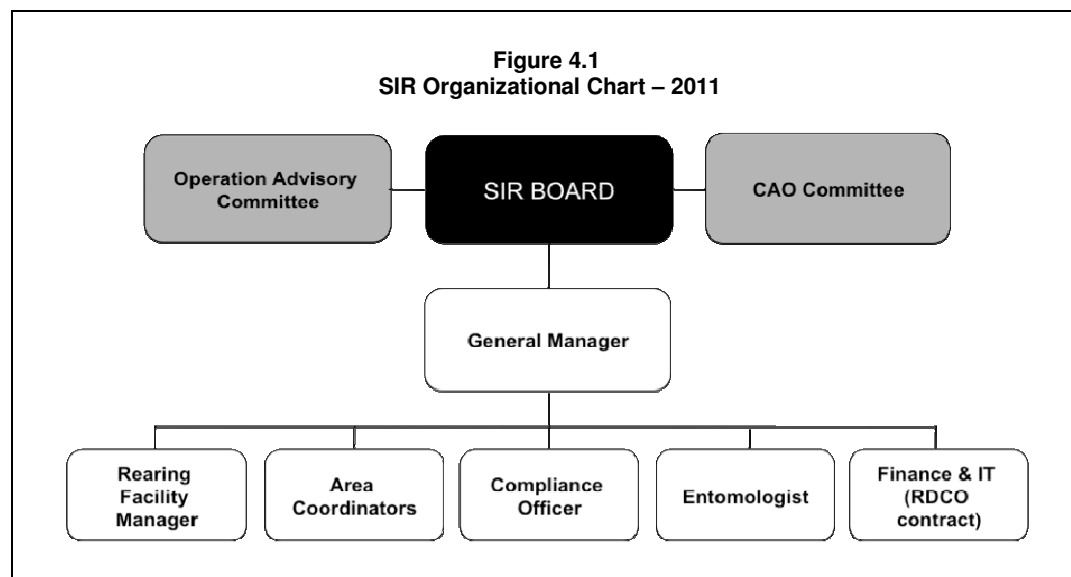 Figure 4.1
SIR Organizational Chart – 2011
Operation Advisory
Committee
SIR BOARD
CAO Committee
General Manager
Rearing
Facility
Manager
Area
Coordinators
Compliance
Officer
Entomologist
Finance & IT
(RDCO
contract)